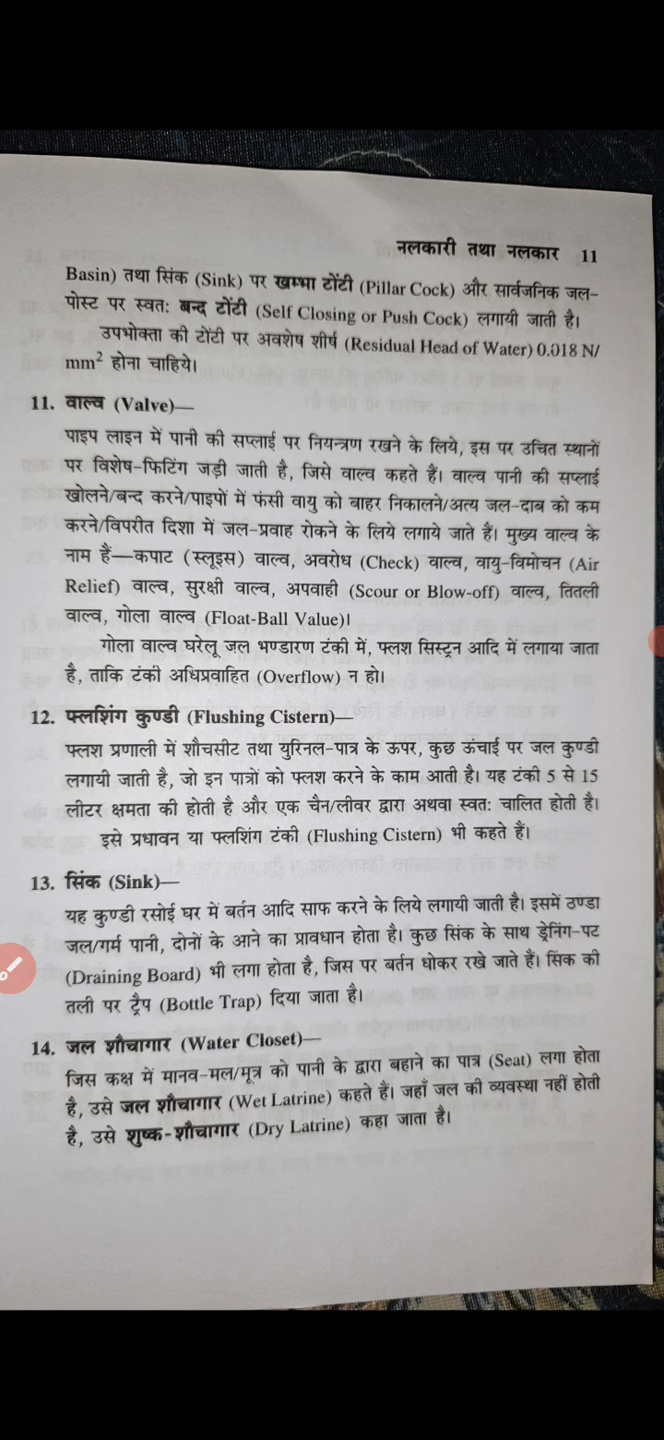 नलकारी तथा नलकार 11
Basin) तथा सिंक (Sink) पर खम्भा टोंटी (Pillar Cock) और सार्वजनिक जल-
पोस्ट पर स्वतः बन्द टोंटी (Self Closing or Push Cock) लगायी जाती है।
उपभोक्ता की टोंटी पर अवशेष शीर्ष (Residual Head of Water) 0.018 N/
mm² होना चाहिये।
11. वाल्व (Valve)—
पाइप लाइन में पानी की सप्लाई पर नियन्त्रण रखने के लिये, इस पर उचित स्थानों
पर विशेष-फिटिंग जड़ी जाती है, जिसे वाल्व कहते हैं। वाल्व पानी की सप्लाई
खोलने/बन्द करने/पाइपों में फंसी वायु को बाहर निकालने/अत्य जल-दाब को कम
करने/विपरीत दिशा में जल-प्रवाह रोकने के लिये लगाये जाते हैं। मुख्य वाल्व के
नाम हैं—कपाट (स्लूइस) वाल्व, अवरोध (Check) वाल्व, वायु-विमोचन (Air
Relief) वाल्व, सुरक्षी वाल्व, अपवाही (Scour or Blow-off) वाल्व, तितली
वाल्व, गोला वाल्व (Float-Ball Value)।
गोला वाल्व घरेलू जल भण्डारण टंकी में, फ्लश सिस्ट्रन आदि में लगाया जाता
है, ताकि टंकी अधिप्रवाहित (Overflow) न हो।
12. फ्लशिंग कुण्डी (Flushing Cistern)—
फ्लश प्रणाली में शौचसीट तथा युरिनल-पात्र के ऊपर, कुछ ऊंचाई पर जल कुण्डी
लगायी जाती है, जो इन पात्रों को फ्लश करने के काम आती है। यह टंकी 5 से 15
लीटर क्षमता की होती है और एक चैन/लीवर द्वारा अथवा स्वतः चालित होती है।
इसे प्रधावन या फ्लशिंग टंकी (Flushing Cistern) भी कहते हैं।
13. सिंक (Sink)—
यह कुण्डी रसोई घर में बर्तन आदि साफ करने के लिये लगायी जाती है। इसमें ठण्डा
जल/गर्म पानी, दोनों के आने का प्रावधान होता है। कुछ सिंक के साथ ड्रेनिंग-पट
(Draining Board) भी लगा होता है, जिस पर बर्तन धोकर रखे जाते हैं। सिंक की
तली पर ट्रैप (Bottle Trap) दिया जाता है।
14. जल शौचागार (Water Closet)—
जिस कक्ष में मानव-मल/मूत्र को पानी के द्वारा बहाने का पात्र (Seat) लगा होता
है, उसे जल शौचागार (Wet Latrine) कहते हैं। जहाँ जल की व्यवस्था नहीं होती
है, उसे शुष्क-शौचागार (Dry Latrine) कहा जाता है।